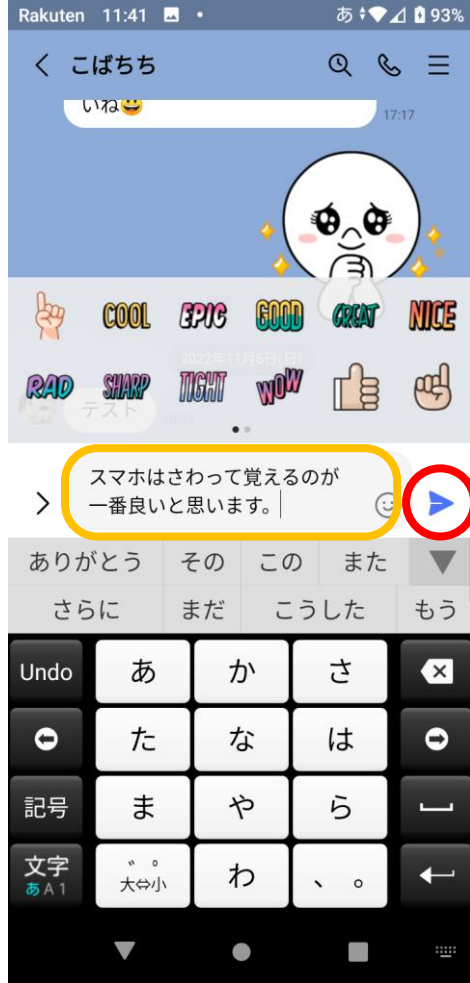 Rakuten 11:41 あ 93%
こばちち
いね😀
17:17
COOL EPIC GOOD GREAT NICE
2022年11月6日(日)
RAD SHARP TIGHT WOW
テスト
スマホはさわって覚えるのが
一番良いと思います。
ありがとう その この また
さらに まだ こうした もう
Undo あ か さ
た な は
記号 ま や ら
文字 ゛゜ わ 、。
あA1 大⇔小